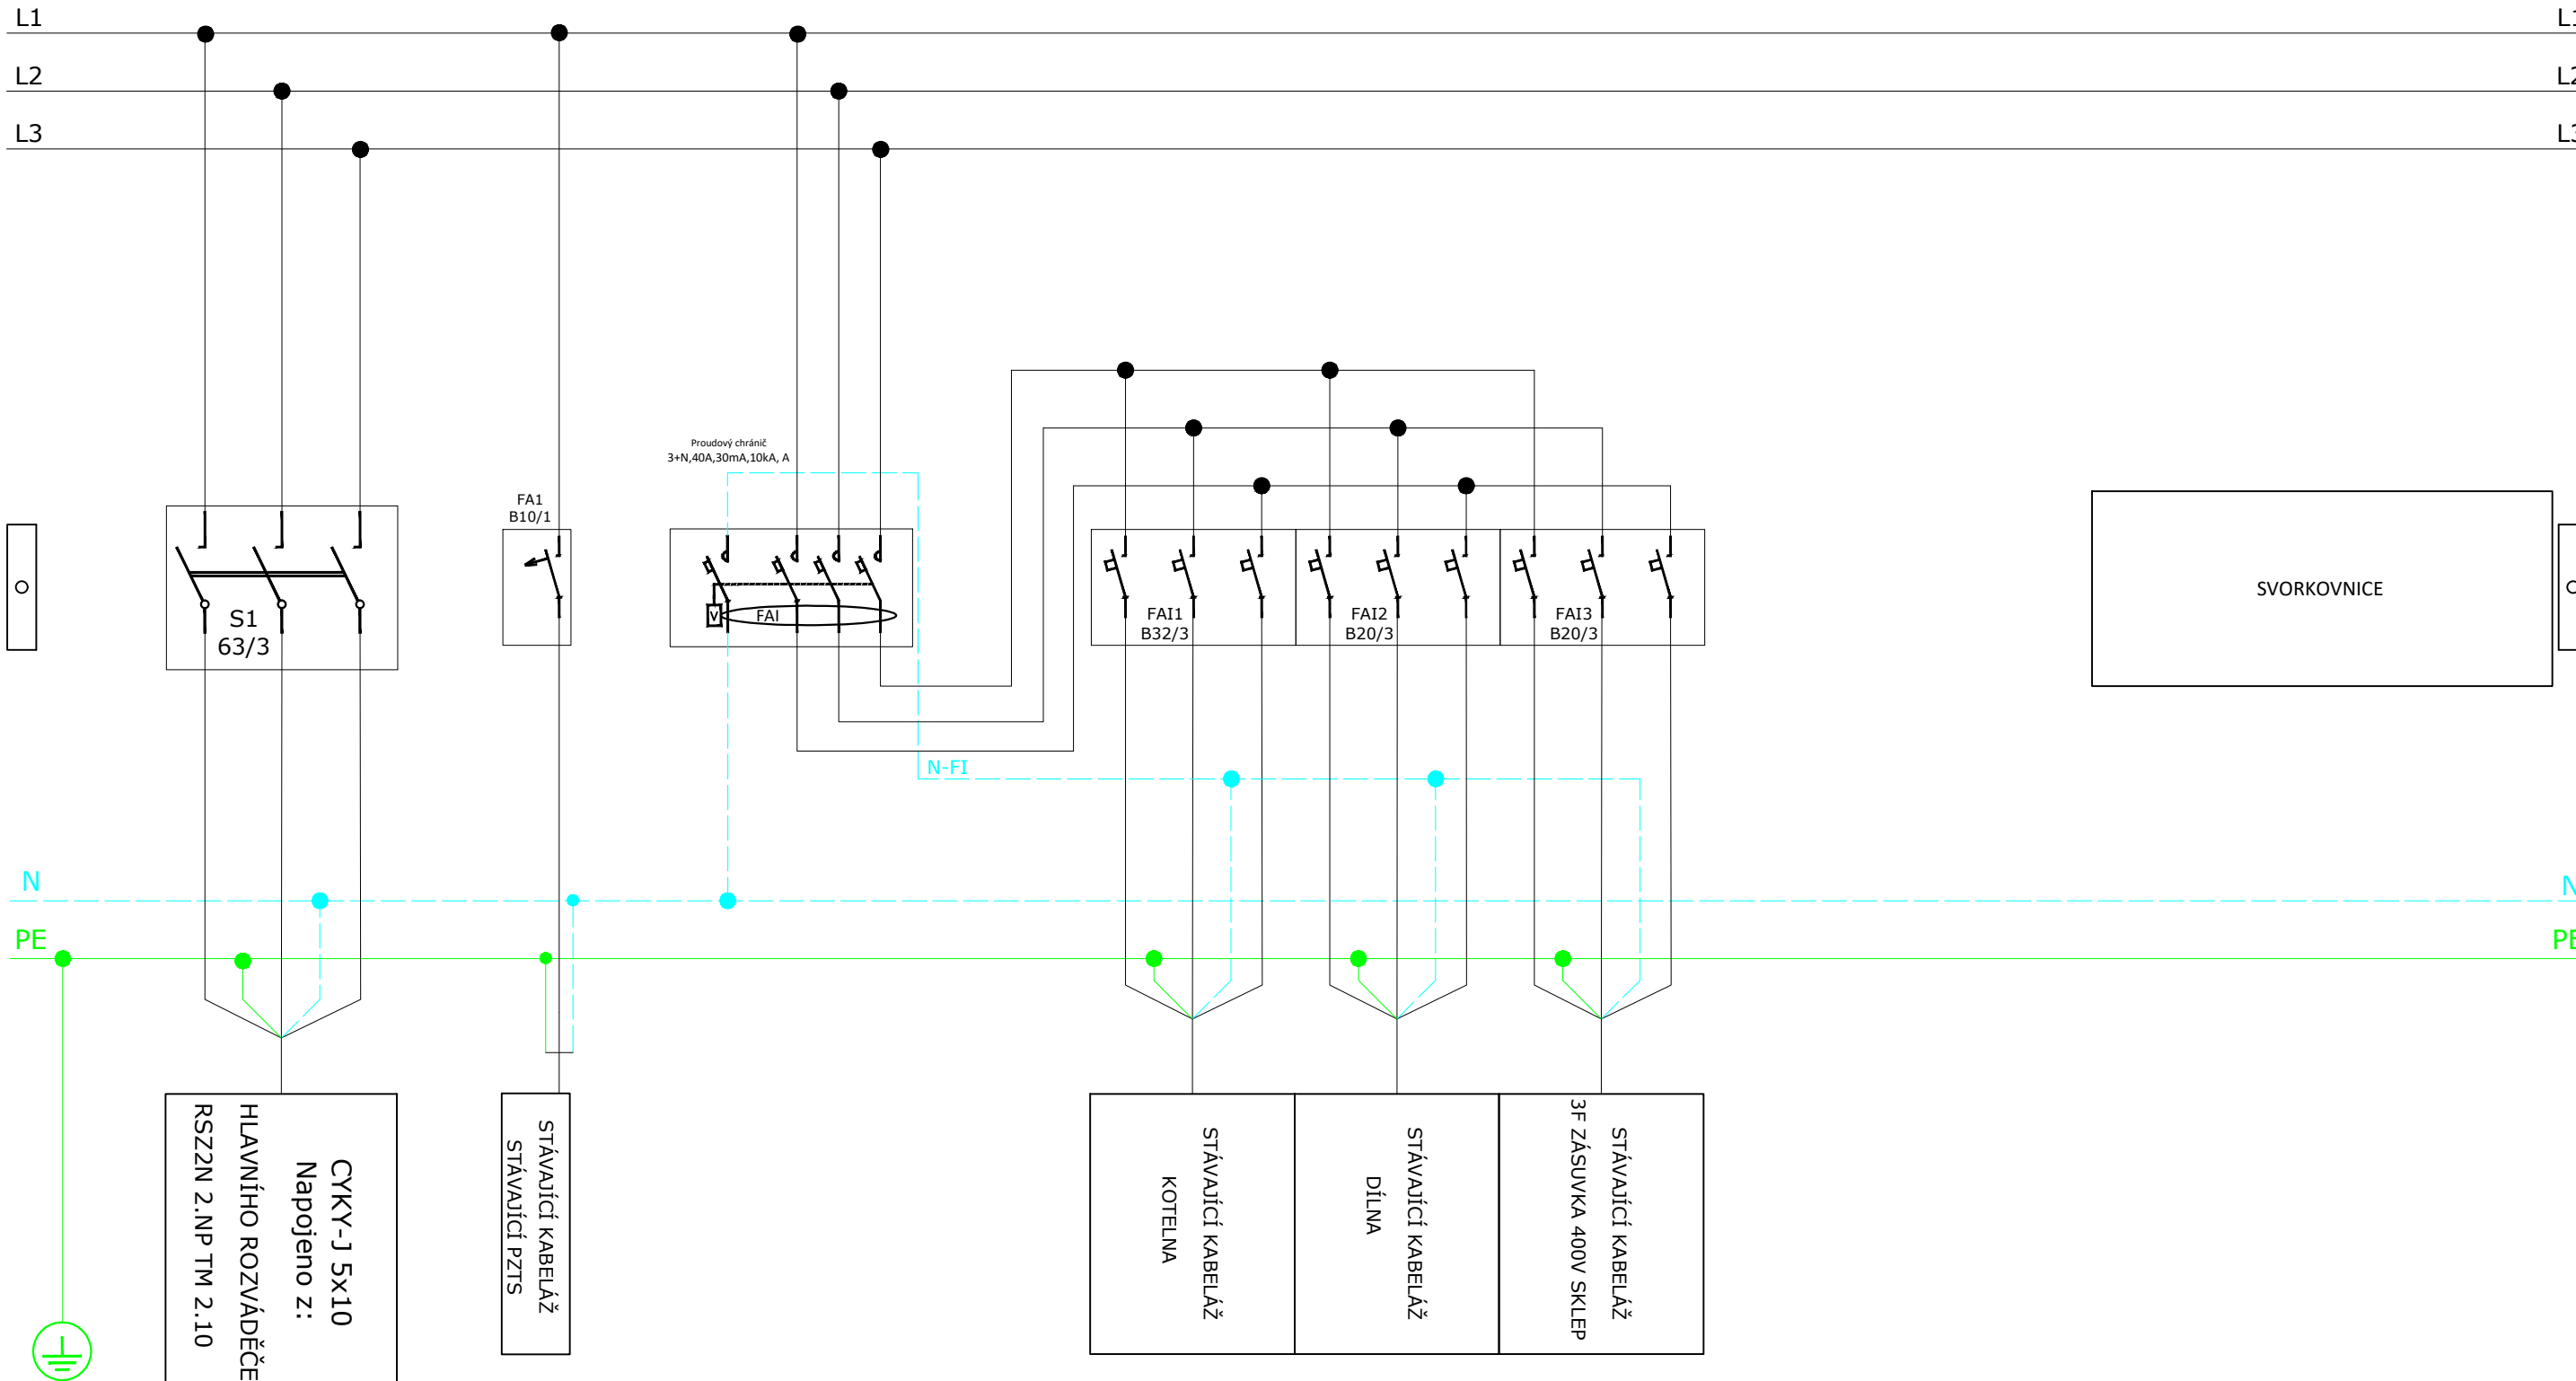 L1
L1
L2
L2
L3
L3
Proudový chránič
3+N,40A,30mA,10kA, A
FA1
B10/1
S1
63/3
V
FAI
FAI1
B32/3
FAI2
B20/3
FAI3
B20/3
SVORKOVNICE
N-FI
N
N
PE
PE
CYKY-J 5x10
Napojeno z:
HLAVNÍHO ROZVÁDĚČE
RSZ2N 2.NP TM 2.10
STÁVAJÍCÍ KABELÁŽ
STÁVAJÍCÍ PZTS
STÁVAJÍCÍ KABELÁŽ
KOTELNA
STÁVAJÍCÍ KABELÁŽ
DÍLNA
STÁVAJÍCÍ KABELÁŽ
3F ZÁSUVKA 400V SKLEP